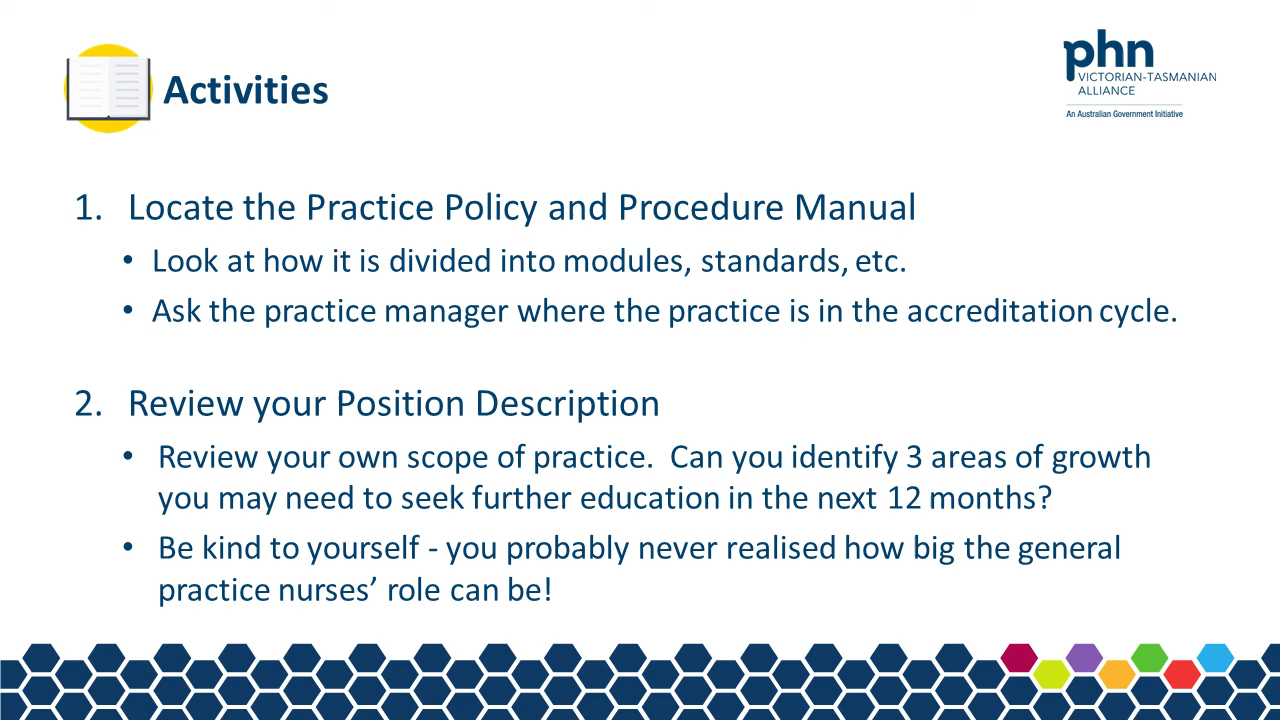 Activities
phn
VICTORIAN-TASMANIAN
ALLIANCE
An Australian Government Initiative
1. Locate the Practice Policy and Procedure Manual
• Look at how it is divided into modules, standards, etc.
• Ask the practice manager where the practice is in the accreditation cycle.
2. Review your Position Description
• Review your own scope of practice.  Can you identify 3 areas of growth
you may need to seek further education in the next 12 months?
• Be kind to yourself - you probably never realised how big the general
practice nurses’ role can be!